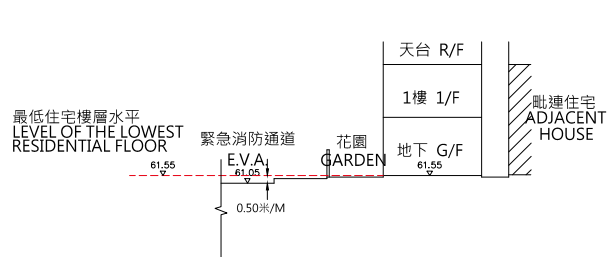 天台 R/F
1樓 1/F
毗連住宅
ADJACENT
HOUSE
最低住宅樓層水平
LEVEL OF THE LOWEST
RESIDENTIAL FLOOR
緊急消防通道
E.V.A.
花園
GARDEN
地下 G/F
61.55
61.05
61.55
0.50米/M